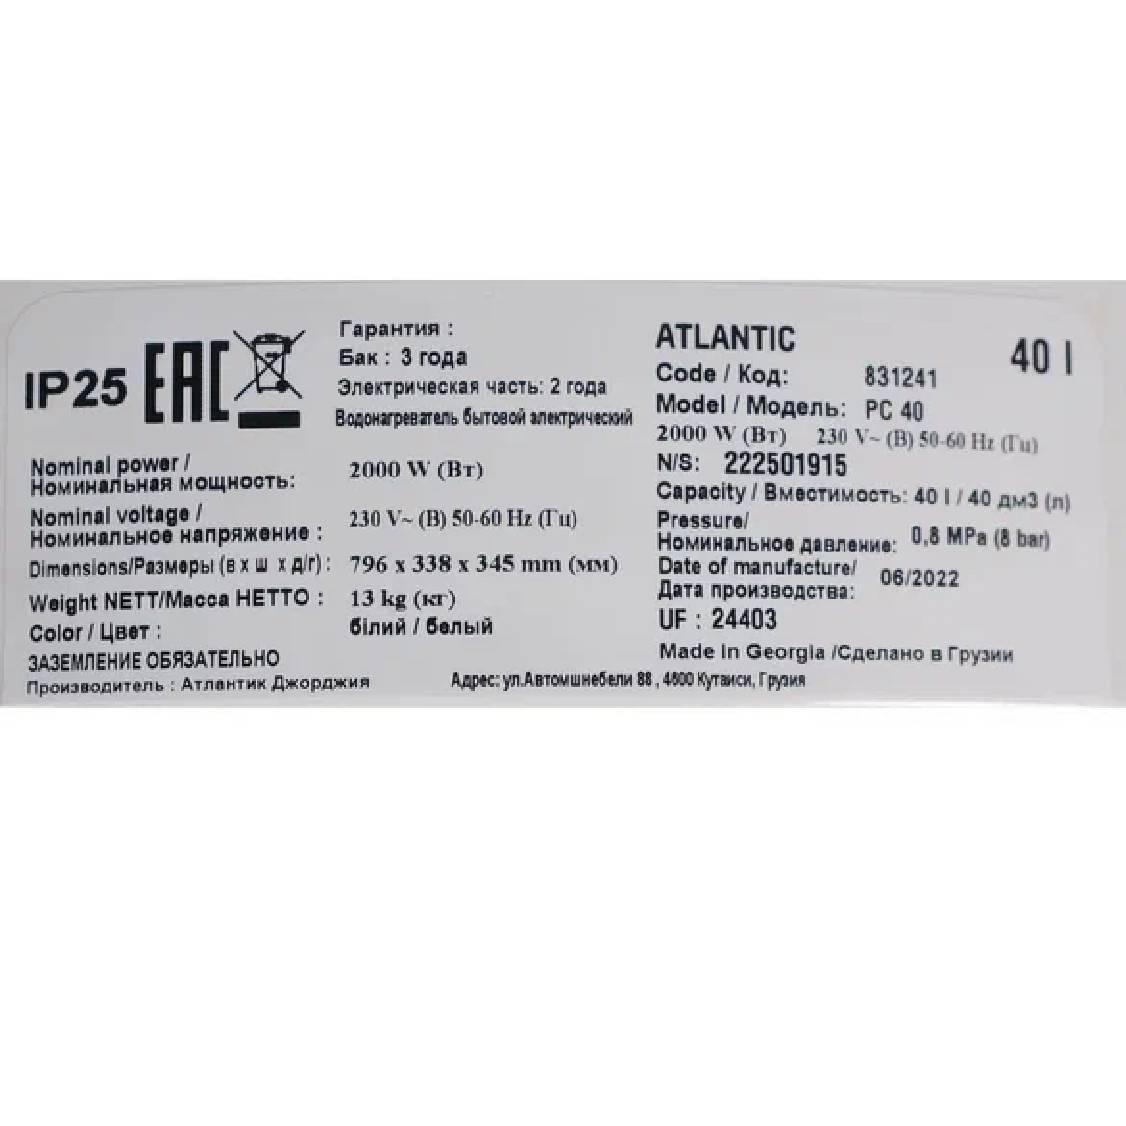 IP25 EAC
Гарантия :
Бак : 3 года
Электрическая часть: 2 года
Водонагреватель бытовой электрический
Nominal power / 2000 W (Вт)
Номинальная мощность:
Nominal voltage / 230 V~ (В) 50-60 Hz (Гц)
Номинальное напряжение :
Dimensions/Размеры (в х ш х д/г) : 796 x 338 x 345 mm (мм)
Weight NETT/Масса НЕТТО : 13 kg (кг)
Color / Цвет : білий / белый
ЗАЗЕМЛЕНИЕ ОБЯЗАТЕЛЬНО
Производитель : Атлантик Джорджия
ATLANTIC 40 l
Code / Код: 831241
Model / Модель: PC 40
2000 W (Вт) 230 V~ (В) 50-60 Hz (Гц)
N/S: 222501915
Capacity / Вместимость: 40 l / 40 дм3 (л)
Pressure/
Номинальное давление: 0,8 MPa (8 bar)
Date of manufacture/
Дата производства: 06/2022
UF : 24403
Made in Georgia /Сделано в Грузии
Адрес: ул.Автомшнебели 88 , 4600 Кутаиси, Грузия